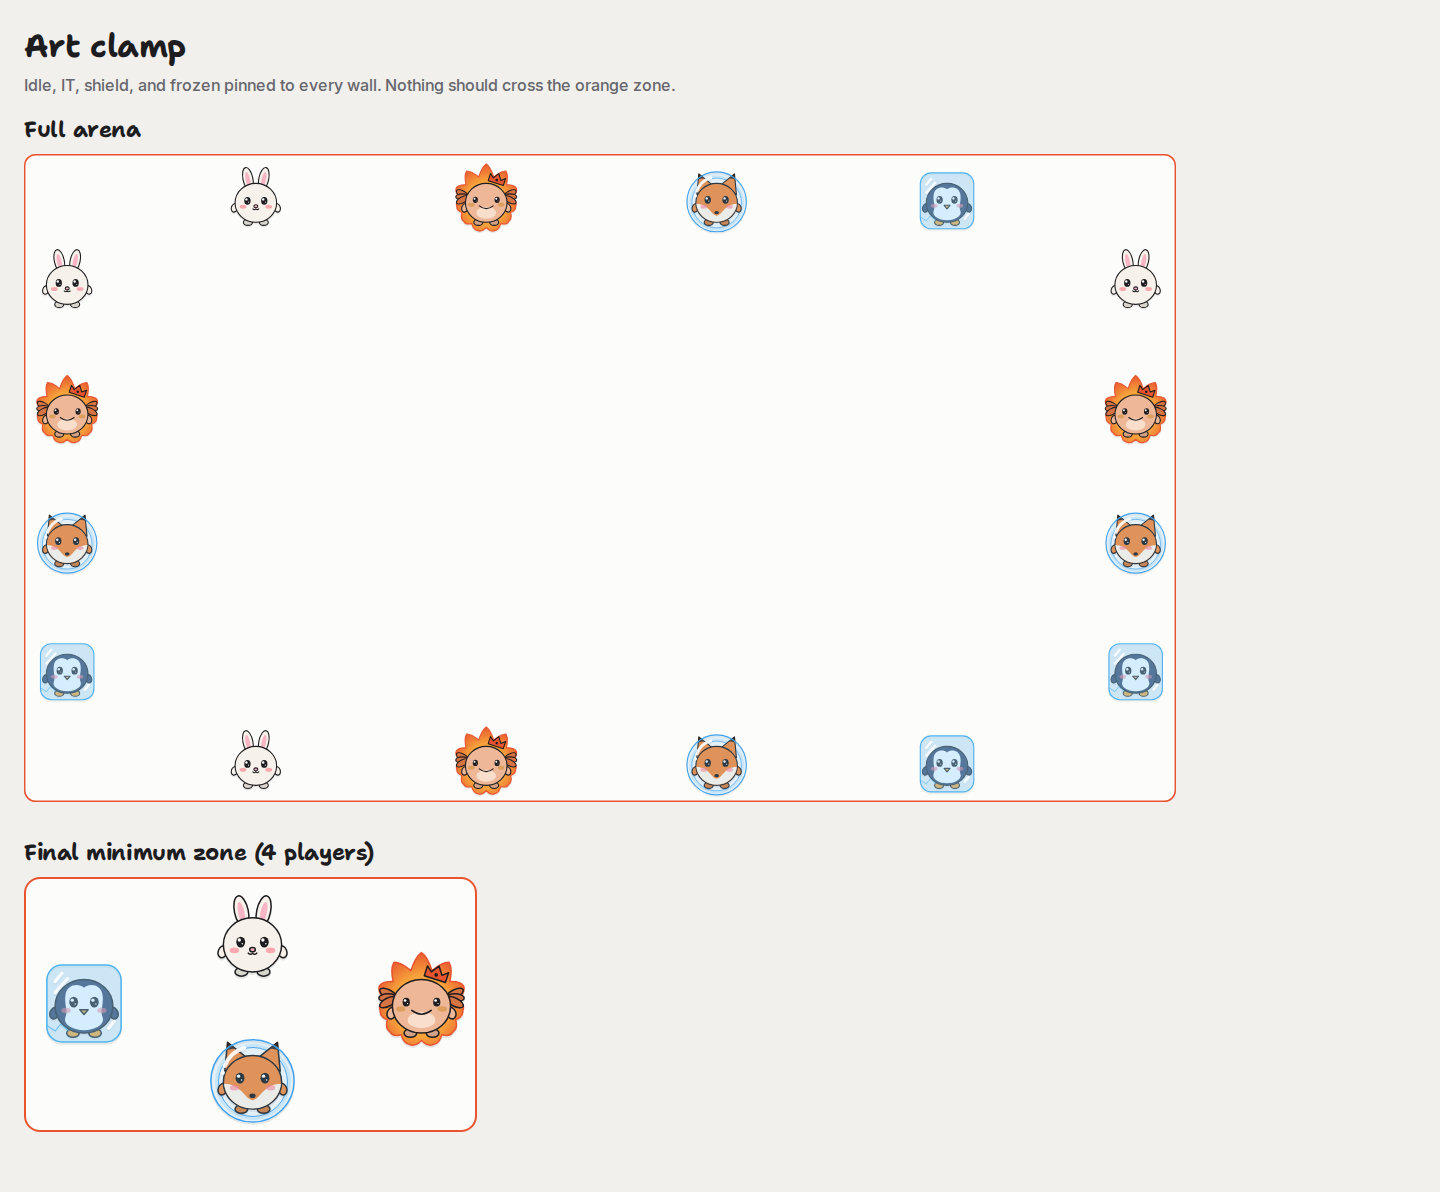 Art clamp
Idle, IT, shield, and frozen pinned to every wall. Nothing should cross the orange zone.
Full arena
Final minimum zone (4 players)